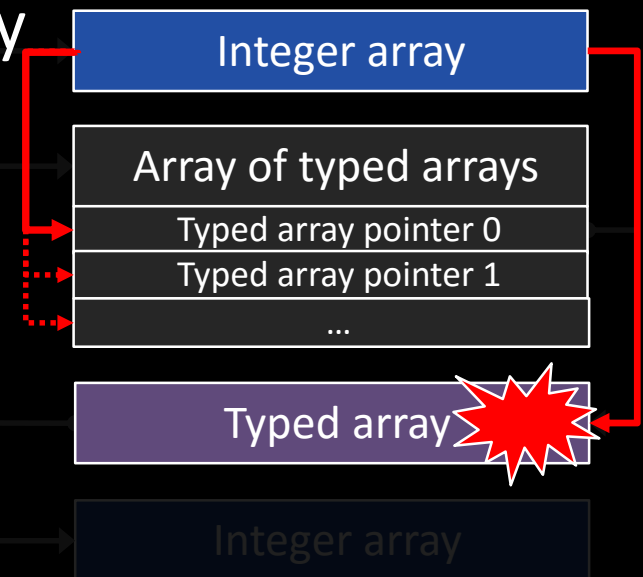 y
Integer array
Array of typed arrays
Typed array pointer 0
Typed array pointer 1
…
Typed array
Integer array